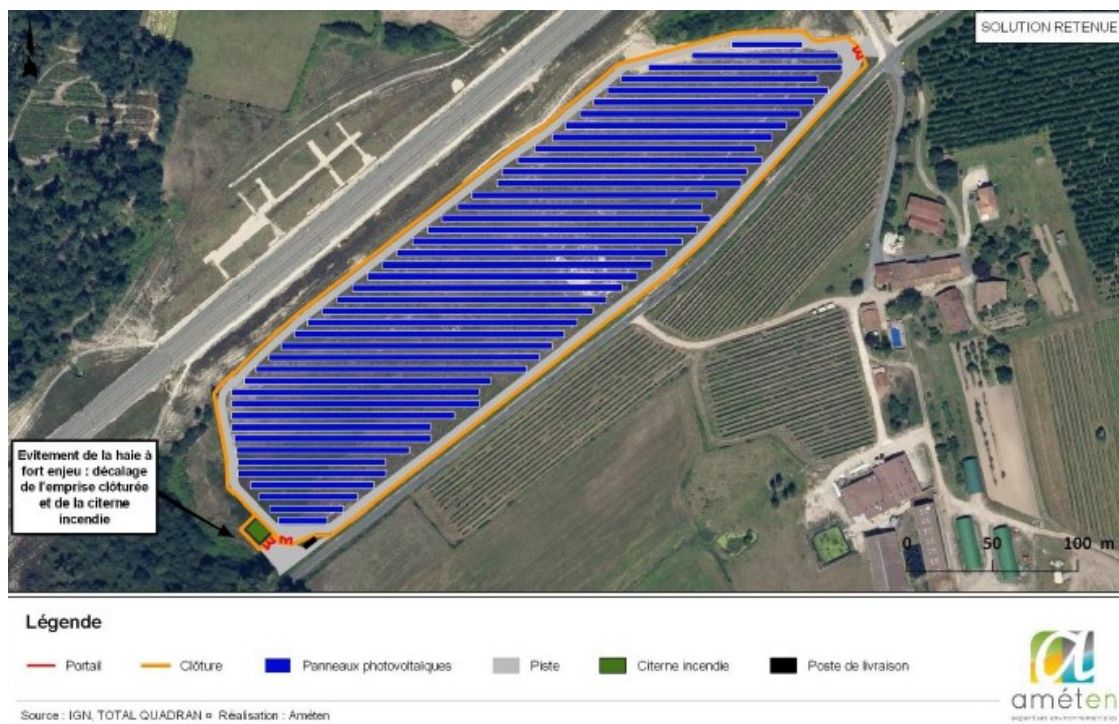 SOLUTION RETENUE
Evitement de la haie à
fort enjeu : décalage
de l'emprise clôturée
et de la citerne
incendie
0 50 100 m
Légende
Portail
Clôture
Panneaux photovoltaïques
Piste
Citerne incendie
Poste de livraison
améten
expertises environnementales
Source : IGN, TOTAL QUADRAN ¤ Réalisation : Améten